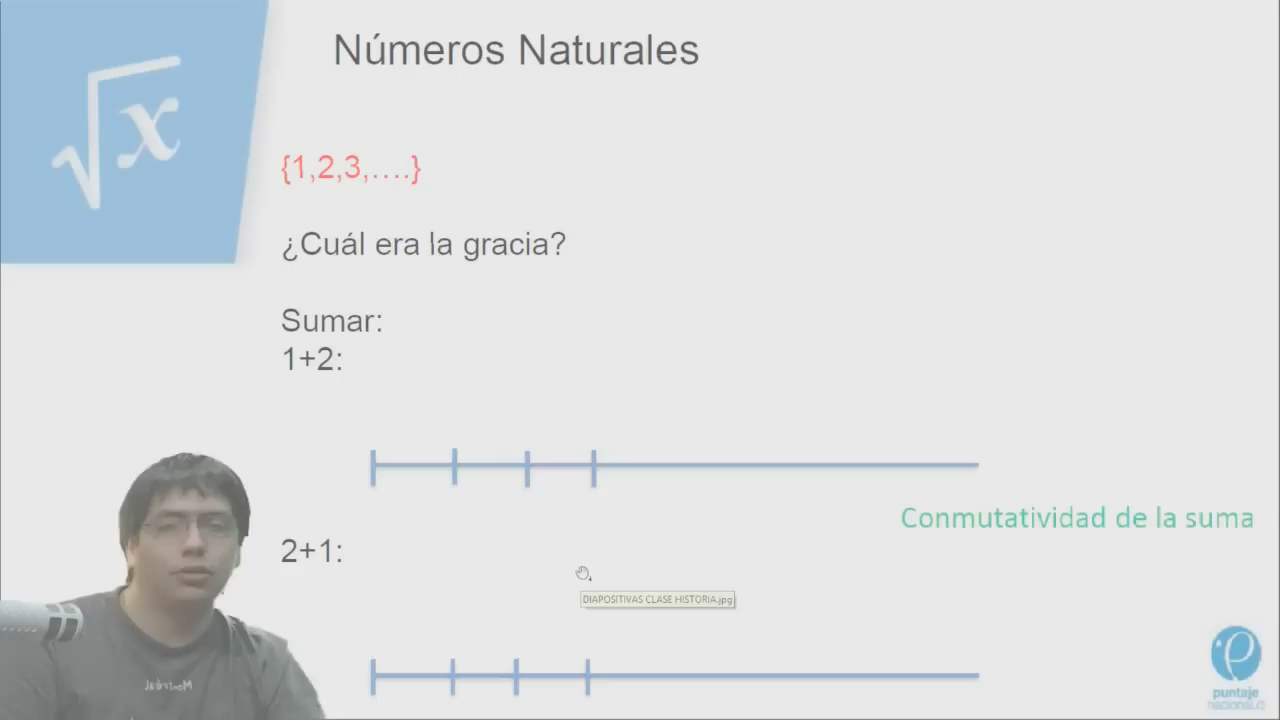 √x
Números Naturales
{1,2,3,....}
¿Cuál era la gracia?
Sumar:
1+2:
Conmutatividad de la suma
2+1:
DIAPOSITIVAS CLASE HISTORIA.jpg
puntaje
nacional.cl